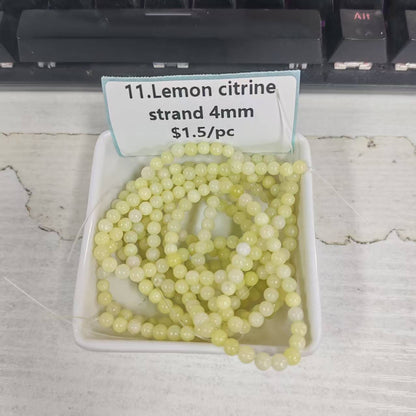 Alt
11.Lemon citrine
strand 4mm
$1.5/pc